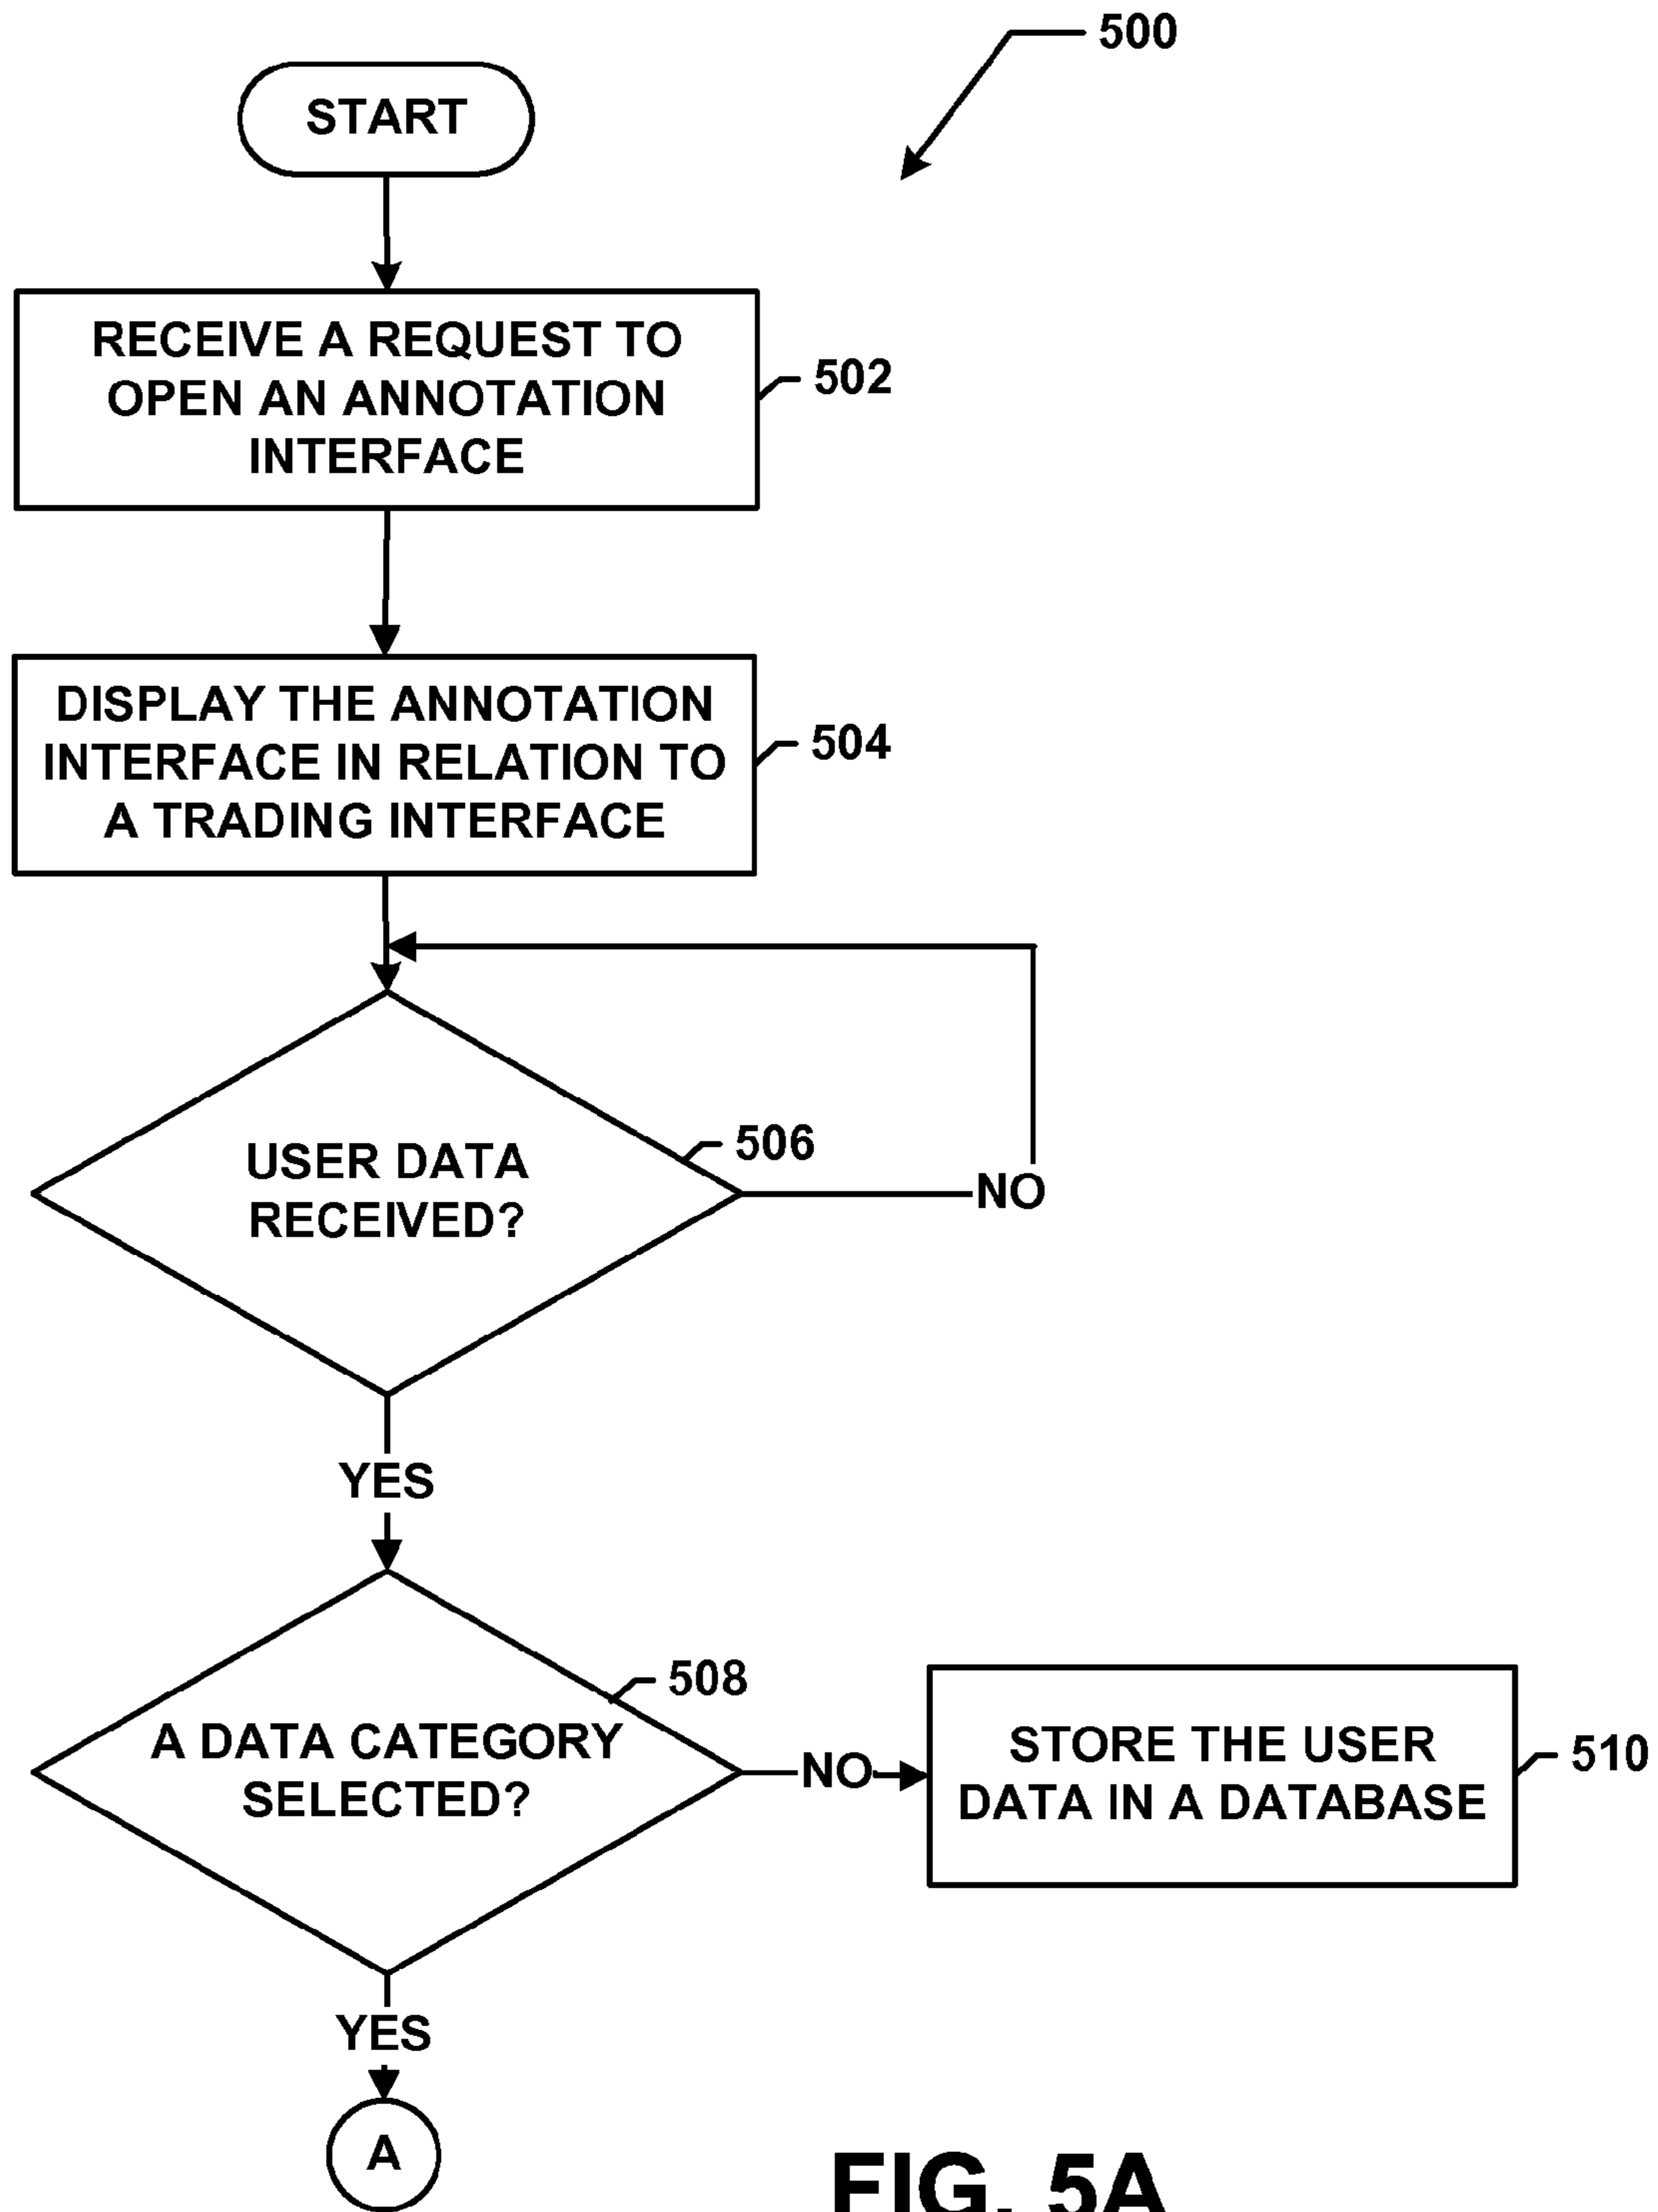 500
START
RECEIVE A REQUEST TO
OPEN AN ANNOTATION
INTERFACE
502
DISPLAY THE ANNOTATION
INTERFACE IN RELATION TO
A TRADING INTERFACE
504
USER DATA
RECEIVED?
506
NO
YES
A DATA CATEGORY
SELECTED?
508
NO
STORE THE USER
DATA IN A DATABASE
510
YES
A
FIG. 5A